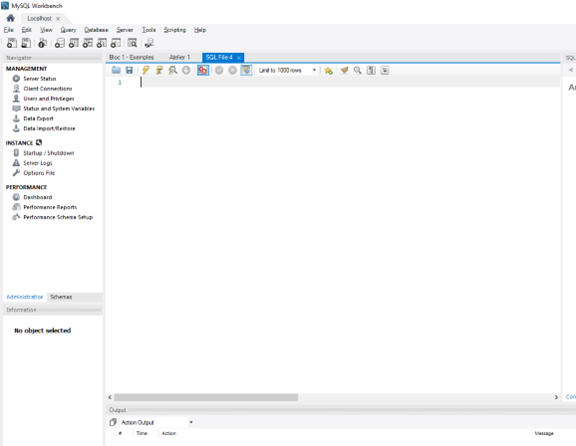 MySQL Workbench
Localhost ×
File Edit View Query Database Server Tools Scripting Help
Navigator
MANAGEMENT
Server Status
Client Connections
Users and Privileges
Status and System Variables
Data Export
Data Import/Restore
INSTANCE
Startup / Shutdown
Server Logs
Options File
PERFORMANCE
Dashboard
Performance Reports
Performance Schema Setup
Administration Schemas
Information
No object selected
Bloc 1 - Exemples Atelier 1 SQL File 4 ×
Limit to 1000 rows
1
Output
Action Output
# Time Action Message
SQL
Au
Con